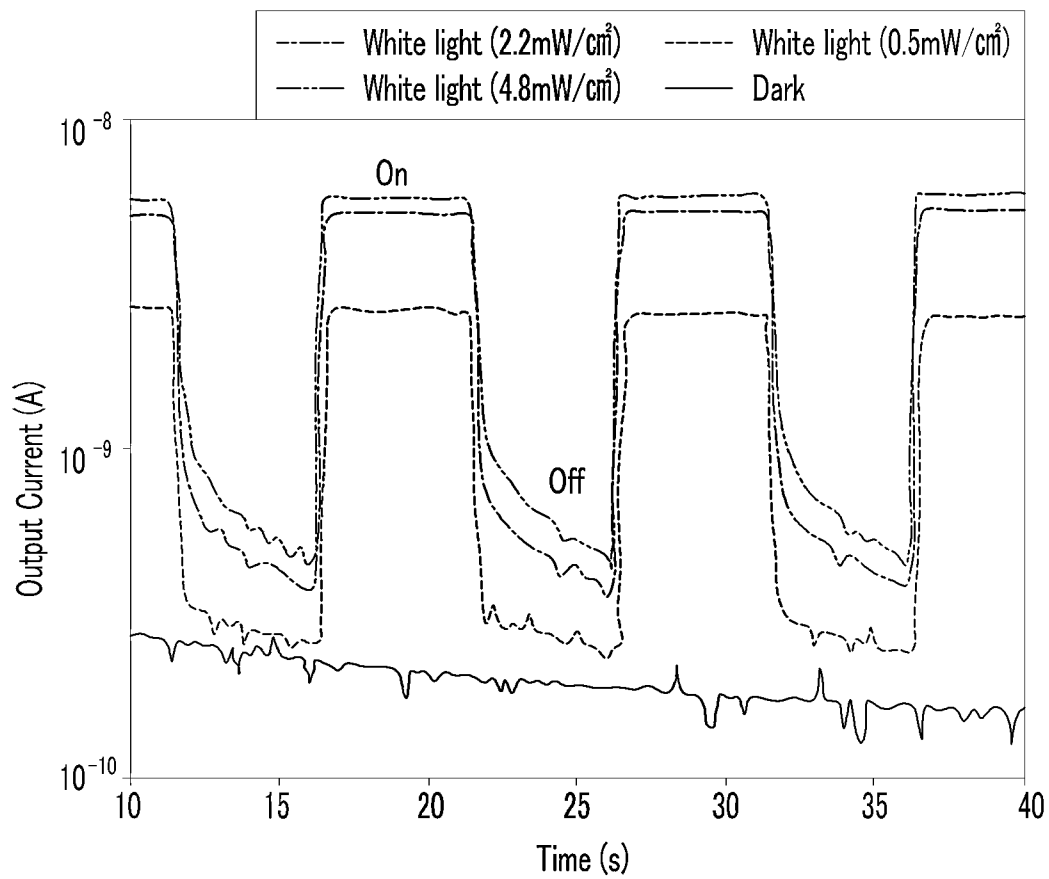 White light (2.2mW/㎠)
White light (0.5mW/㎠)
White light (4.8mW/㎠)
Dark
10⁻⁸
On
Output Current (A)
10⁻⁹
Off
10⁻¹⁰
10 15 20 25 30 35 40
Time (s)